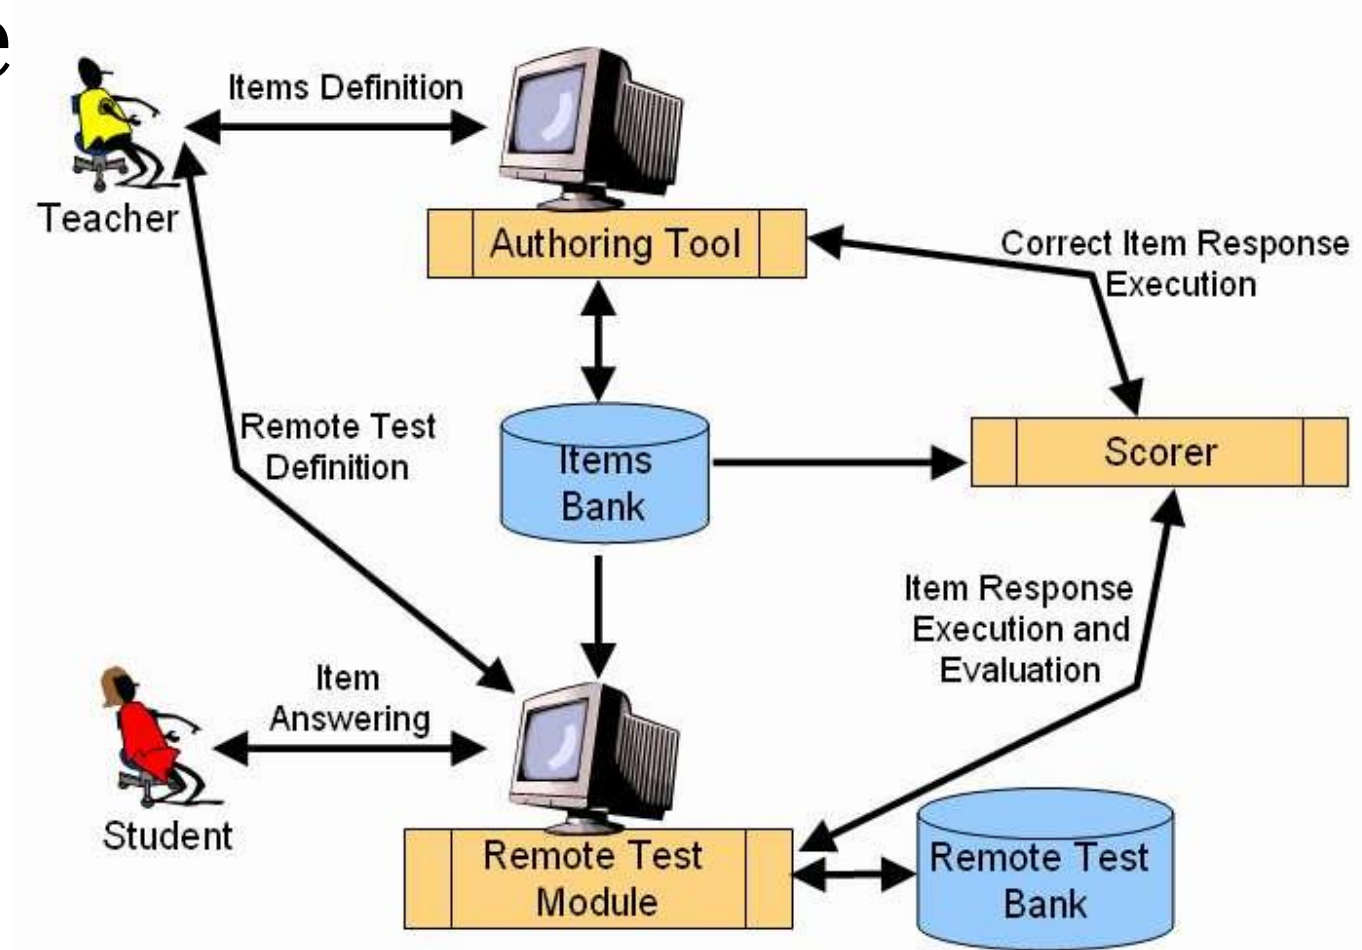 e
Items Definition
Teacher
Authoring Tool
Correct Item Response
Execution
Remote Test
Definition
Items
Bank
Scorer
Item Response
Execution and
Evaluation
Item
Answering
Student
Remote Test
Module
Remote Test
Bank